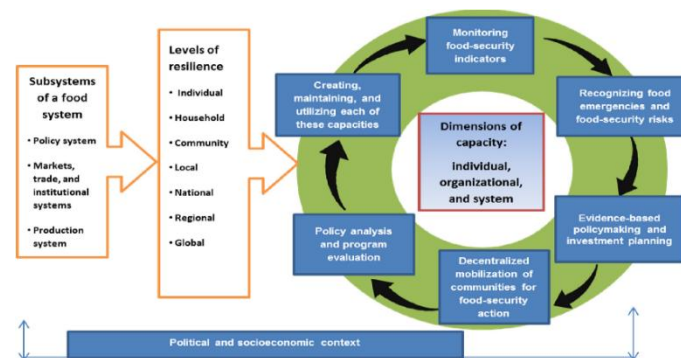 Subsystems
of a food
system
• Policy system
• Markets,
trade, and
institutional
systems
• Production
system
Levels of
resilience
• Individual
• Household
• Community
• Local
• National
• Regional
• Global
Monitoring
food-security
indicators
Recognizing food
emergencies and
food-security risks
Evidence-based
policymaking and
investment planning
Decentralized
mobilization of
communities for
food-security
action
Policy analysis
and program
evaluation
Creating,
maintaining, and
utilizing each of
these capacities
Dimensions of
capacity:
individual,
organizational,
and system
Political and socioeconomic context